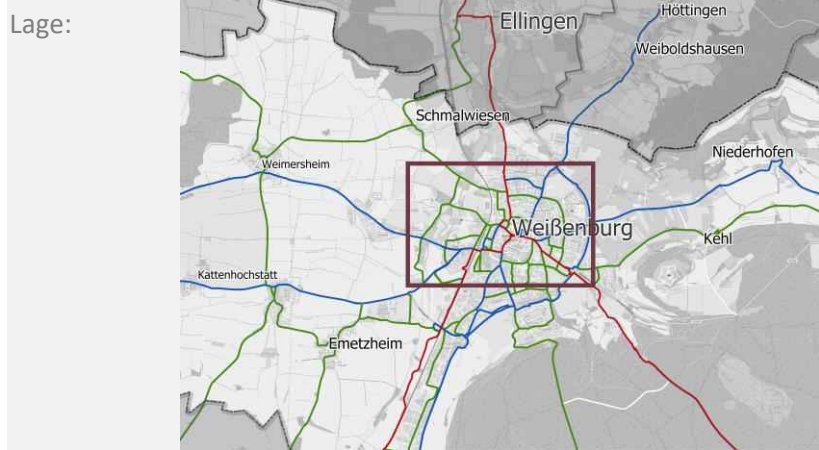 Lage:
Höttingen
Ellingen
Weiboldshausen
Schmalwiesen
Niederhofen
Weimersheim
Weißenburg
Kehl
Kattenhochstatt
Emetzheim